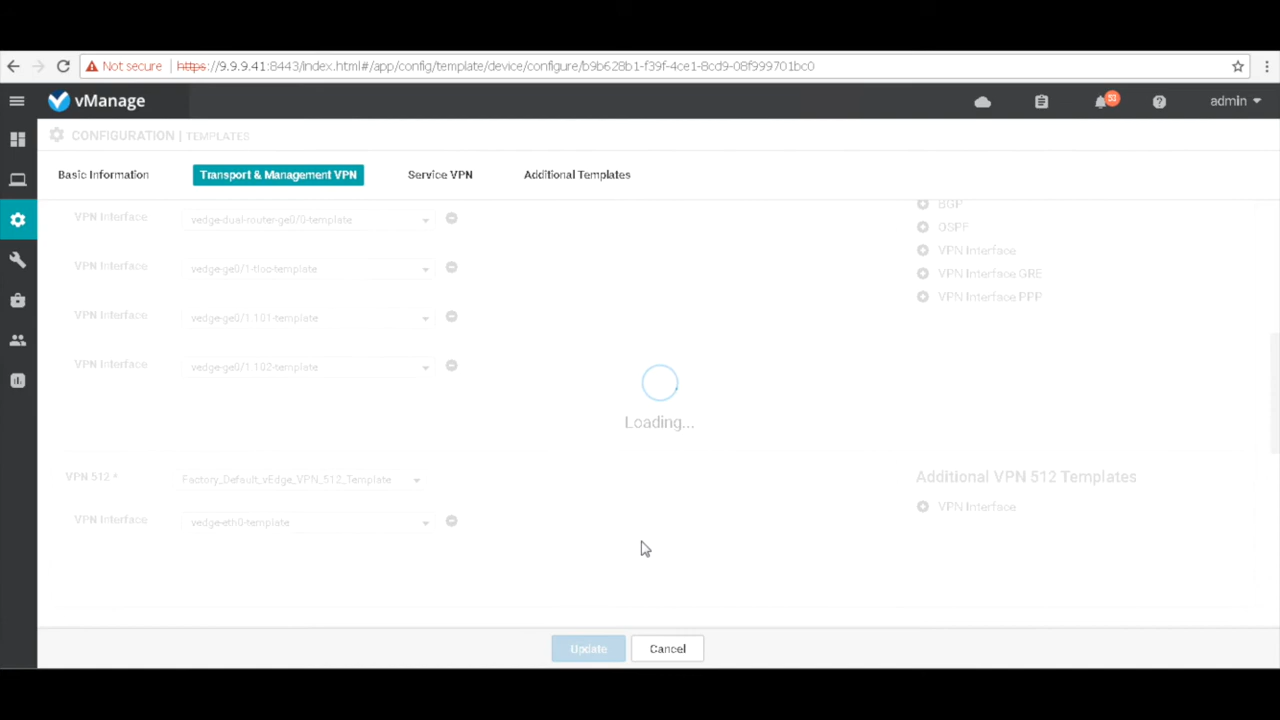 Not secure https://9.9.9.41:8443/index.html#/app/config/template/device/configure/b9b628b1-f39f-4ce1-8cd9-08f999701bc0
vManage 53 admin
CONFIGURATION | TEMPLATES
Basic Information Transport & Management VPN Service VPN Additional Templates
VPN Interface vedge-dual-router-ge0/0-template BGP
OSPF
VPN Interface
VPN Interface vedge-ge0/1-tloc-template VPN Interface GRE
VPN Interface PPP
VPN Interface vedge-ge0/1.101-template
VPN Interface vedge-ge0/1.102-template
Loading...
VPN 512 * Factory_Default_vEdge_VPN_512_Template Additional VPN 512 Templates
VPN Interface
VPN Interface vedge-eth0-template
Update Cancel